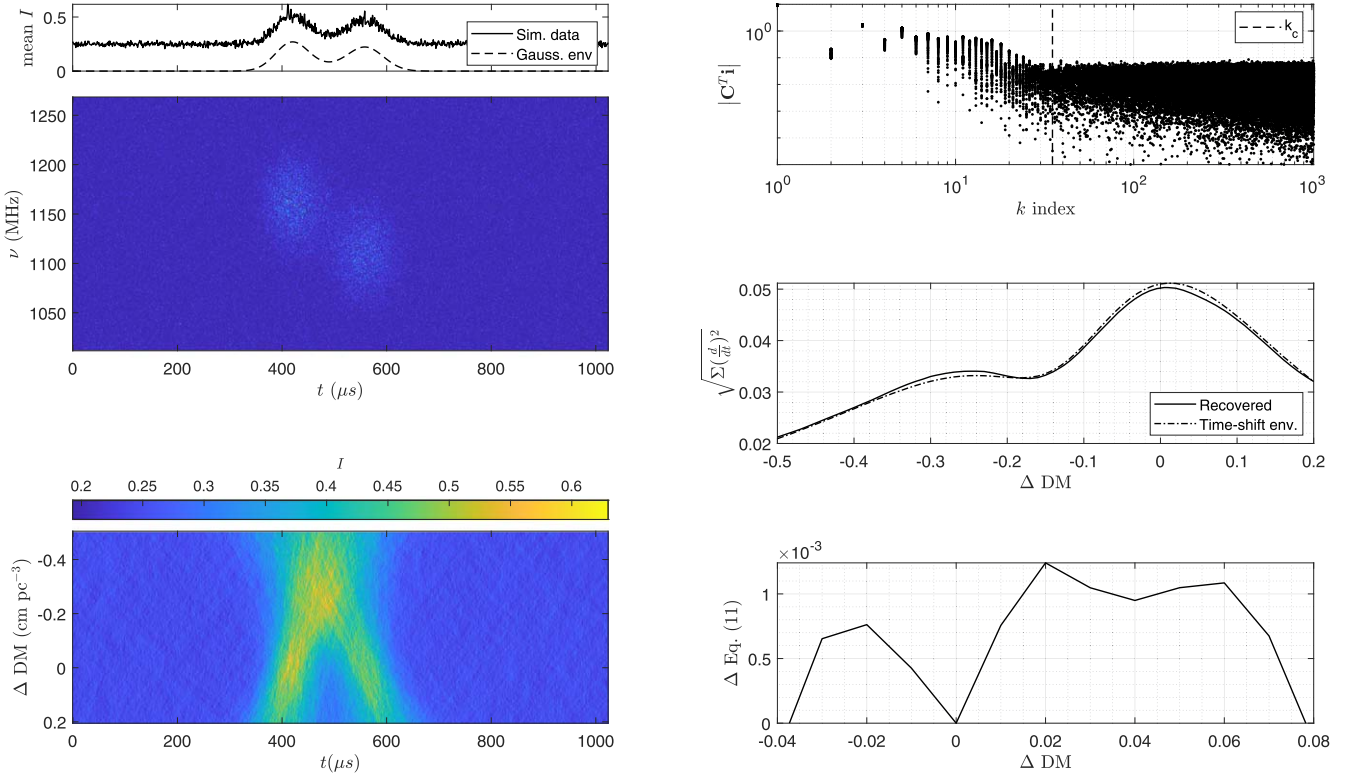 mean I
0.5
0
Sim. data
Gauss. env
1250
1200
1150
1100
1050
ν (MHz)
0 200 400 600 800 1000
t (μs)
I
0.2 0.25 0.3 0.35 0.4 0.45 0.5 0.55 0.6
-0.4
-0.2
0
0.2
Δ DM (cm pc⁻³)
0 200 400 600 800 1000
t(μs)
10⁰
|CᵀI|
k_c
10⁰ 10¹ 10² 10³
k index
0.05
0.04
0.03
0.02
√Σ(d/dt)²
Recovered
Time-shift env.
-0.5 -0.4 -0.3 -0.2 -0.1 0 0.1 0.2
Δ DM
×10⁻³
1
0.5
0
Δ Eq. (11)
-0.04 -0.02 0 0.02 0.04 0.06 0.08
Δ DM